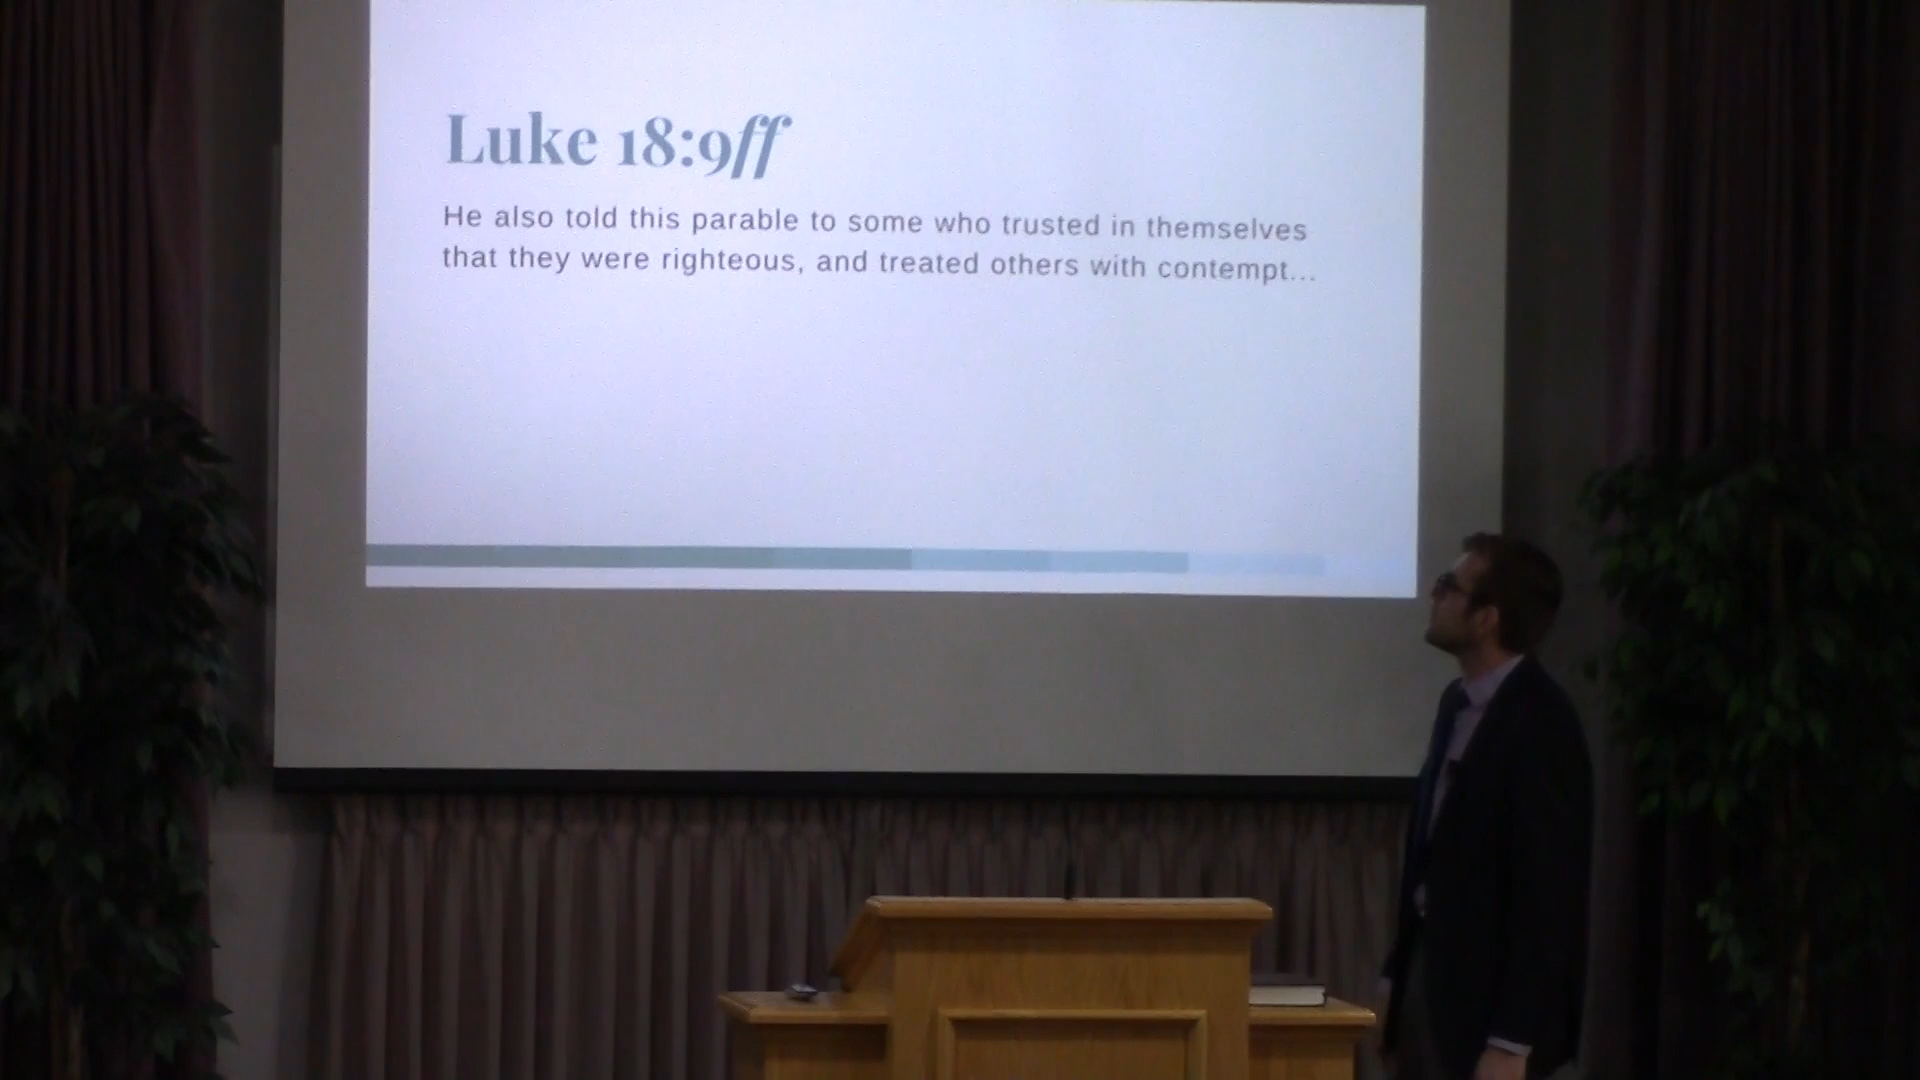 Luke 18:9ff
He also told this parable to some who trusted in themselves
that they were righteous, and treated others with contempt...